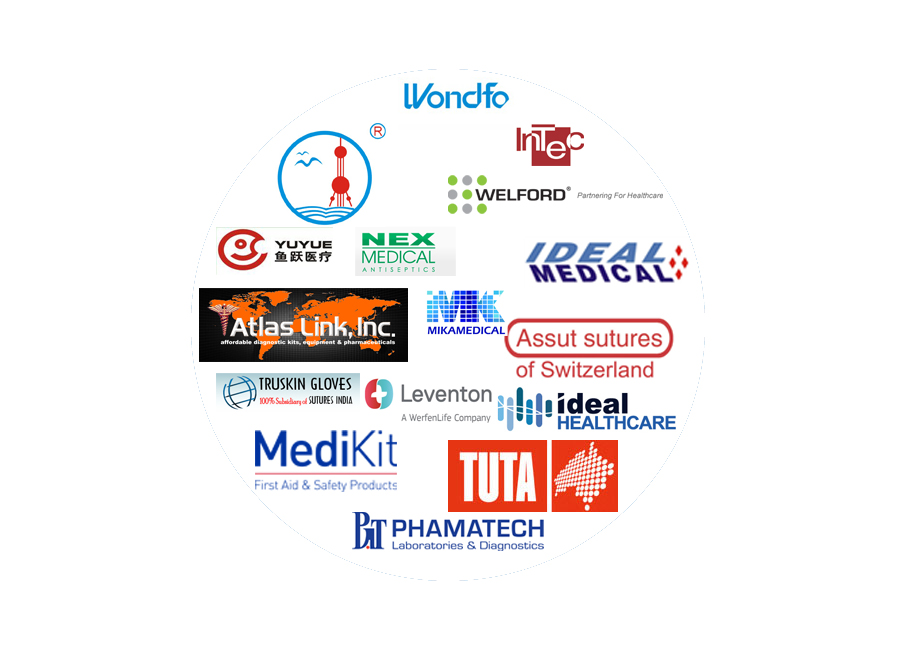 Wondfo
®
InTec
WELFORD® Partnering For Healthcare
YUYUE
鱼跃医疗
NEX
MEDICAL
ANTISEPTICS
IDEAL
MEDICAL
Atlas Link, Inc.
affordable diagnostic kits, equipment & pharmaceuticals
MK
MIKAMEDICAL
Assut sutures
of Switzerland
TRUSKIN GLOVES
100% Subsidiary of SUTURES INDIA
Leventon
A WerfenLife Company
ideal
HEALTHCARE
MediKit
First Aid & Safety Products
TUTA
PHAMATECH
Laboratories & Diagnostics